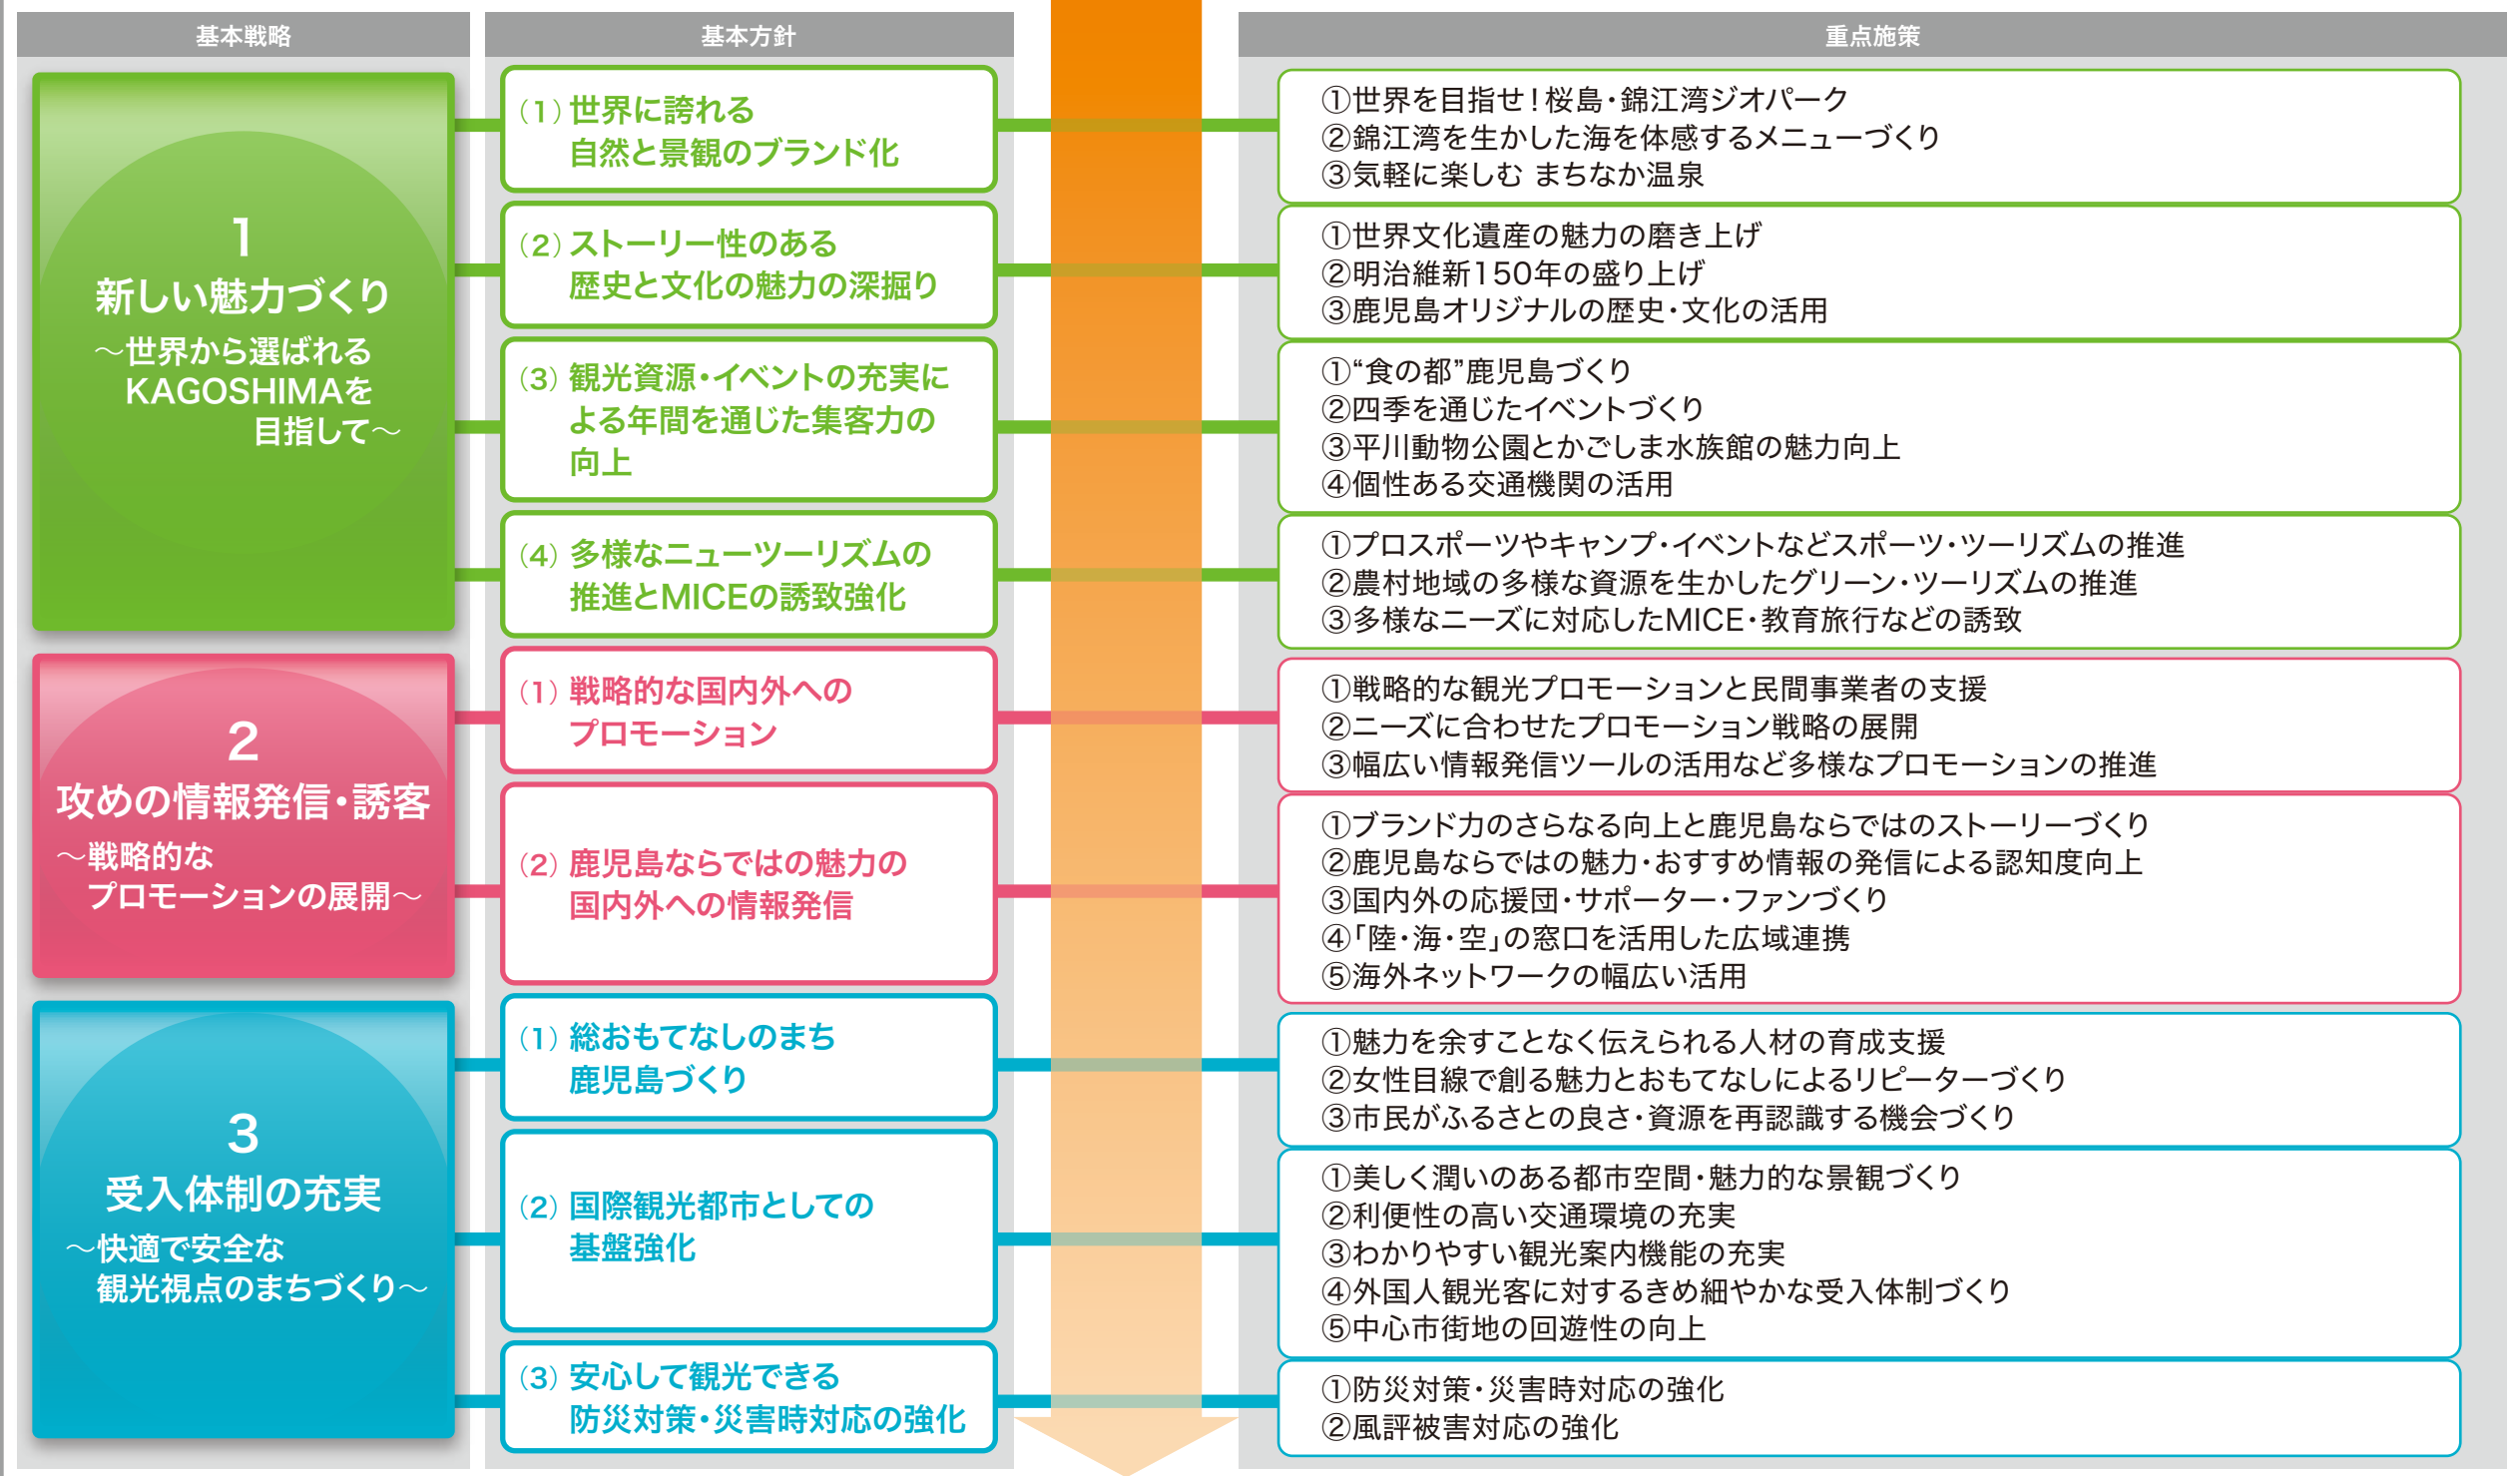 基本戦略
基本方針
重点施策
1
新しい魅力づくり
～世界から選ばれる
KAGOSHIMAを
目指して～
(1) 世界に誇れる
自然と景観のブランド化
①世界を目指せ！桜島・錦江湾ジオパーク
②錦江湾を生かした海を体感するメニューづくり
③気軽に楽しむ まちなか温泉
(2) ストーリー性のある
歴史と文化の魅力の深掘り
①世界文化遺産の魅力の磨き上げ
②明治維新150年の盛り上げ
③鹿児島オリジナルの歴史・文化の活用
(3) 観光資源・イベントの充実に
よる年間を通じた集客力の
向上
①“食の都”鹿児島づくり
②四季を通じたイベントづくり
③平川動物公園とかごしま水族館の魅力向上
④個性ある交通機関の活用
(4) 多様なニューツーリズムの
推進とMICEの誘致強化
①プロスポーツやキャンプ・イベントなどスポーツ・ツーリズムの推進
②農村地域の多様な資源を生かしたグリーン・ツーリズムの推進
③多様なニーズに対応したMICE・教育旅行などの誘致
2
攻めの情報発信・誘客
～戦略的な
プロモーションの展開～
(1) 戦略的な国内外への
プロモーション
①戦略的な観光プロモーションと民間事業者の支援
②ニーズに合わせたプロモーション戦略の展開
③幅広い情報発信ツールの活用など多様なプロモーションの推進
(2) 鹿児島ならではの魅力の
国内外への情報発信
①ブランド力のさらなる向上と鹿児島ならではのストーリーづくり
②鹿児島ならではの魅力・おすすめ情報の発信による認知度向上
③国内外の応援団・サポーター・ファンづくり
④「陸・海・空」の窓口を活用した広域連携
⑤海外ネットワークの幅広い活用
3
受入体制の充実
～快適で安全な
観光視点のまちづくり～
(1) 総おもてなしのまち
鹿児島づくり
①魅力を余すことなく伝えられる人材の育成支援
②女性目線で創る魅力とおもてなしによるリピーターづくり
③市民がふるさとの良さ・資源を再認識する機会づくり
(2) 国際観光都市としての
基盤強化
①美しく潤いのある都市空間・魅力的な景観づくり
②利便性の高い交通環境の充実
③わかりやすい観光案内機能の充実
④外国人観光客に対するきめ細やかな受入体制づくり
⑤中心市街地の回遊性の向上
(3) 安心して観光できる
防災対策・災害時対応の強化
①防災対策・災害時対応の強化
②風評被害対応の強化